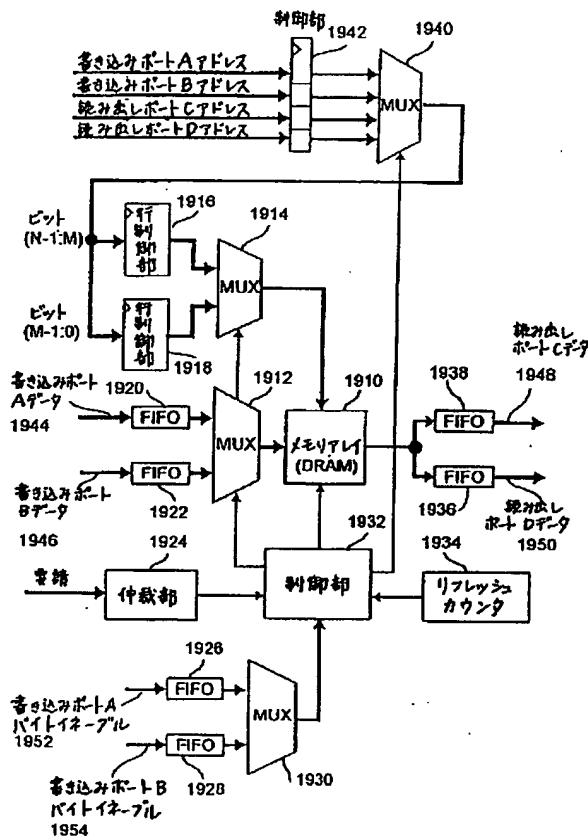 制御部
1942
1940
書き込みポートAアドレス
書き込みポートBアドレス
読み出しポートCアドレス
読み出しポートDアドレス
MUX
ビット
(N-1:M)
行制御部
1916
1914
MUX
ビット
(M-1:0)
行制御部
1918
書き込みポート
Aデータ
1944
1920
FIFO
1912
MUX
1910
メモリアレイ
(DRAM)
1938
FIFO
読み出し
ポートCデータ
1948
書き込みポート
Bデータ
1946
FIFO
1922
FIFO
1936
読み出し
ポートDデータ
1950
要請
1924
仲裁部
1932
制御部
1934
リフレッシュ
カウンタ
1926
FIFO
書き込みポートA
バイトイネーブル
1952
MUX
1930
FIFO
1928
書き込みポートB
バイトイネーブル
1954